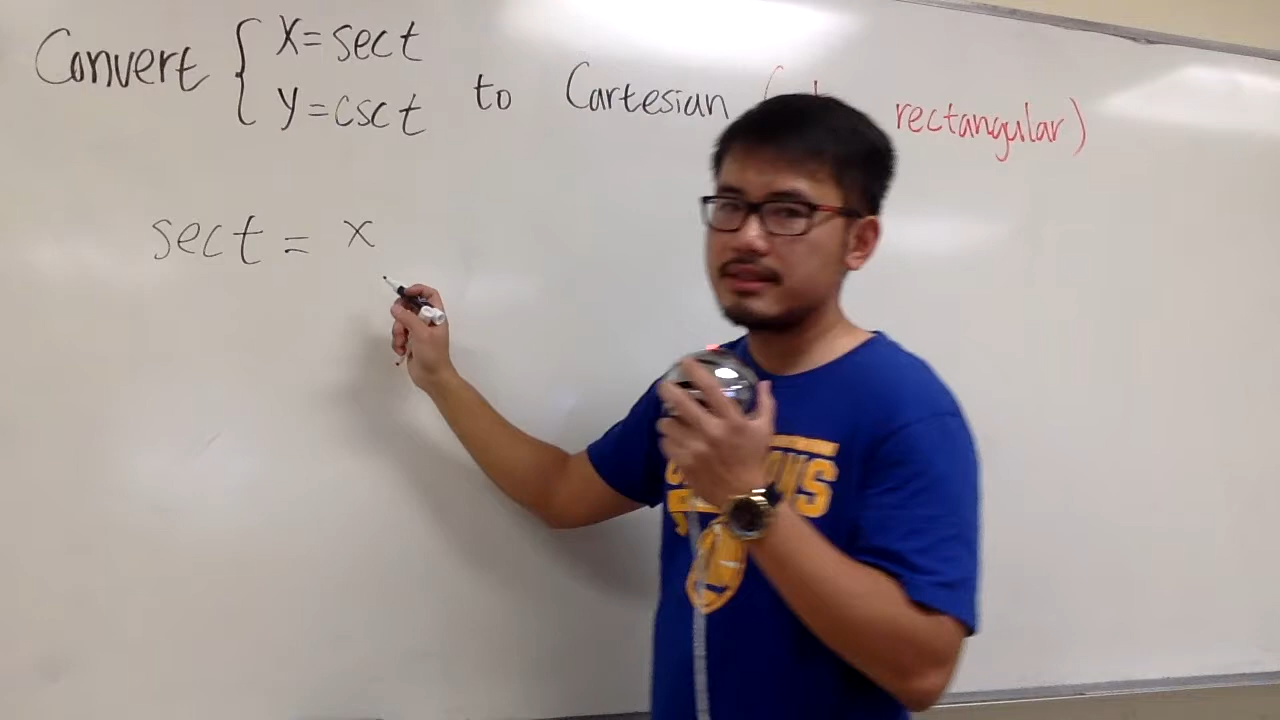 Convert { x = sect
y = csct
to Cartesian ( rectangular)
sect = x